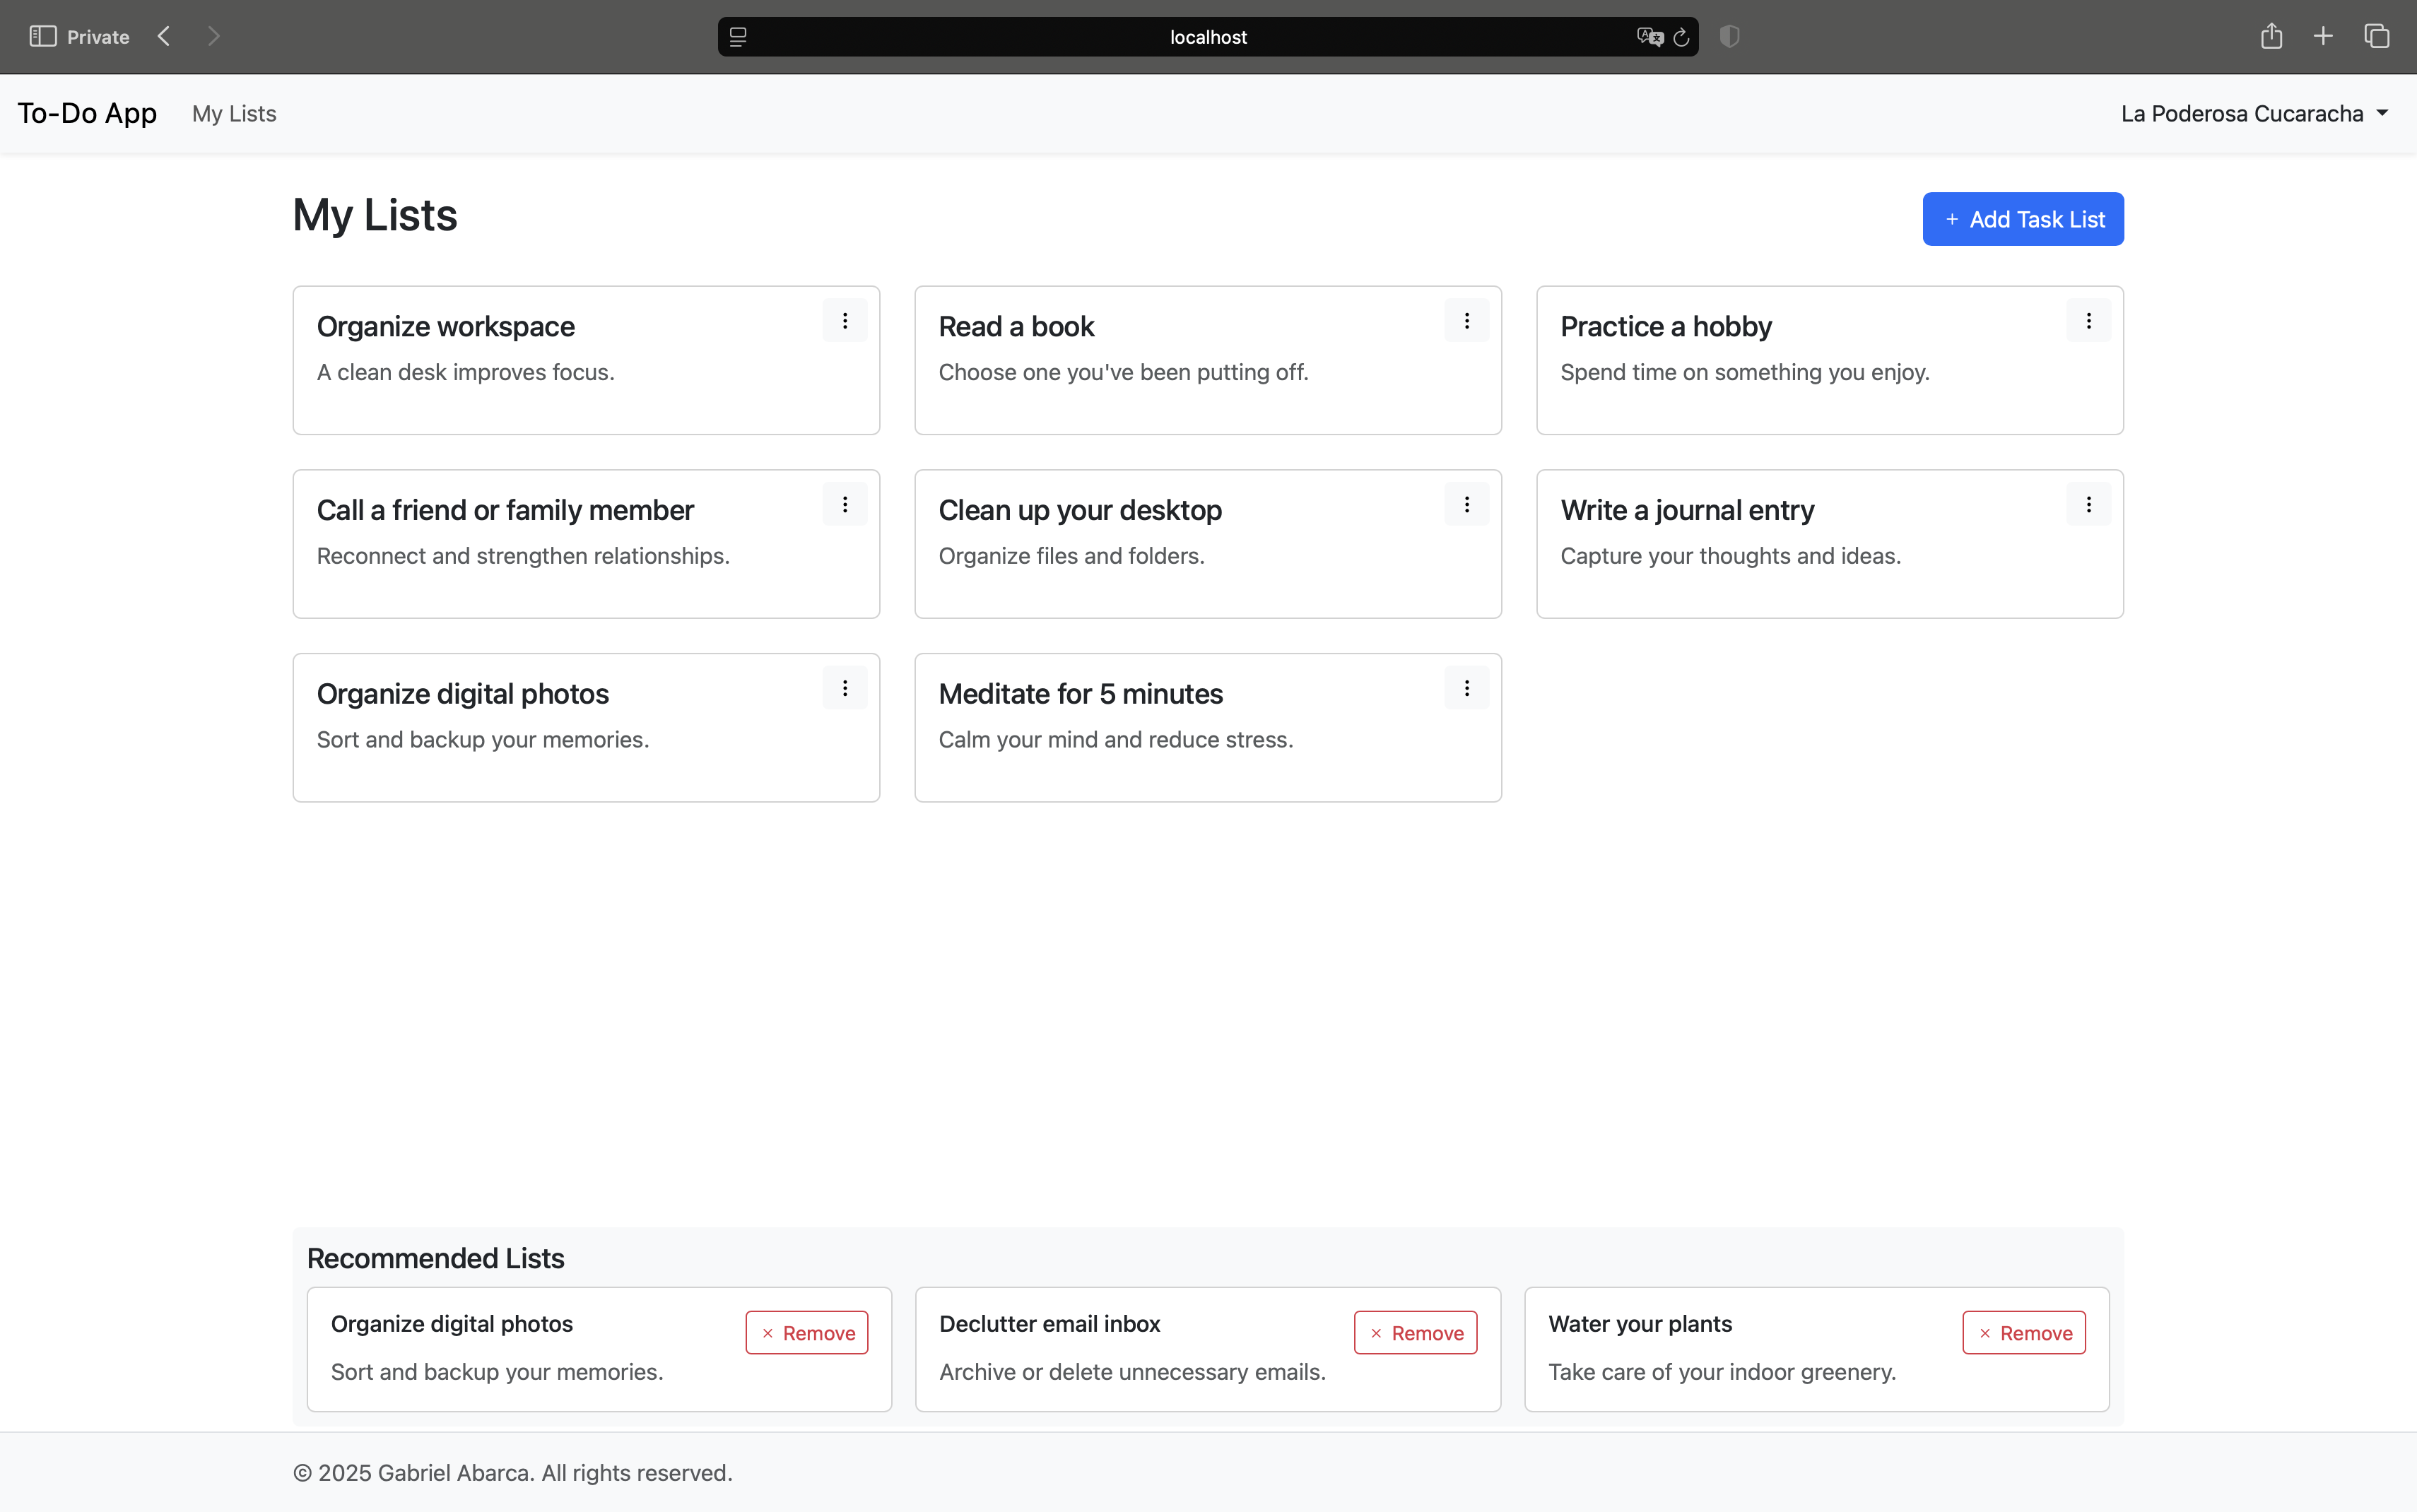 Private
localhost
To-Do App My Lists La Poderosa Cucaracha
My Lists
+ Add Task List
Organize workspace
A clean desk improves focus.
Read a book
Choose one you've been putting off.
Practice a hobby
Spend time on something you enjoy.
Call a friend or family member
Reconnect and strengthen relationships.
Clean up your desktop
Organize files and folders.
Write a journal entry
Capture your thoughts and ideas.
Organize digital photos
Sort and backup your memories.
Meditate for 5 minutes
Calm your mind and reduce stress.
Recommended Lists
Organize digital photos
× Remove
Sort and backup your memories.
Declutter email inbox
× Remove
Archive or delete unnecessary emails.
Water your plants
× Remove
Take care of your indoor greenery.
© 2025 Gabriel Abarca. All rights reserved.